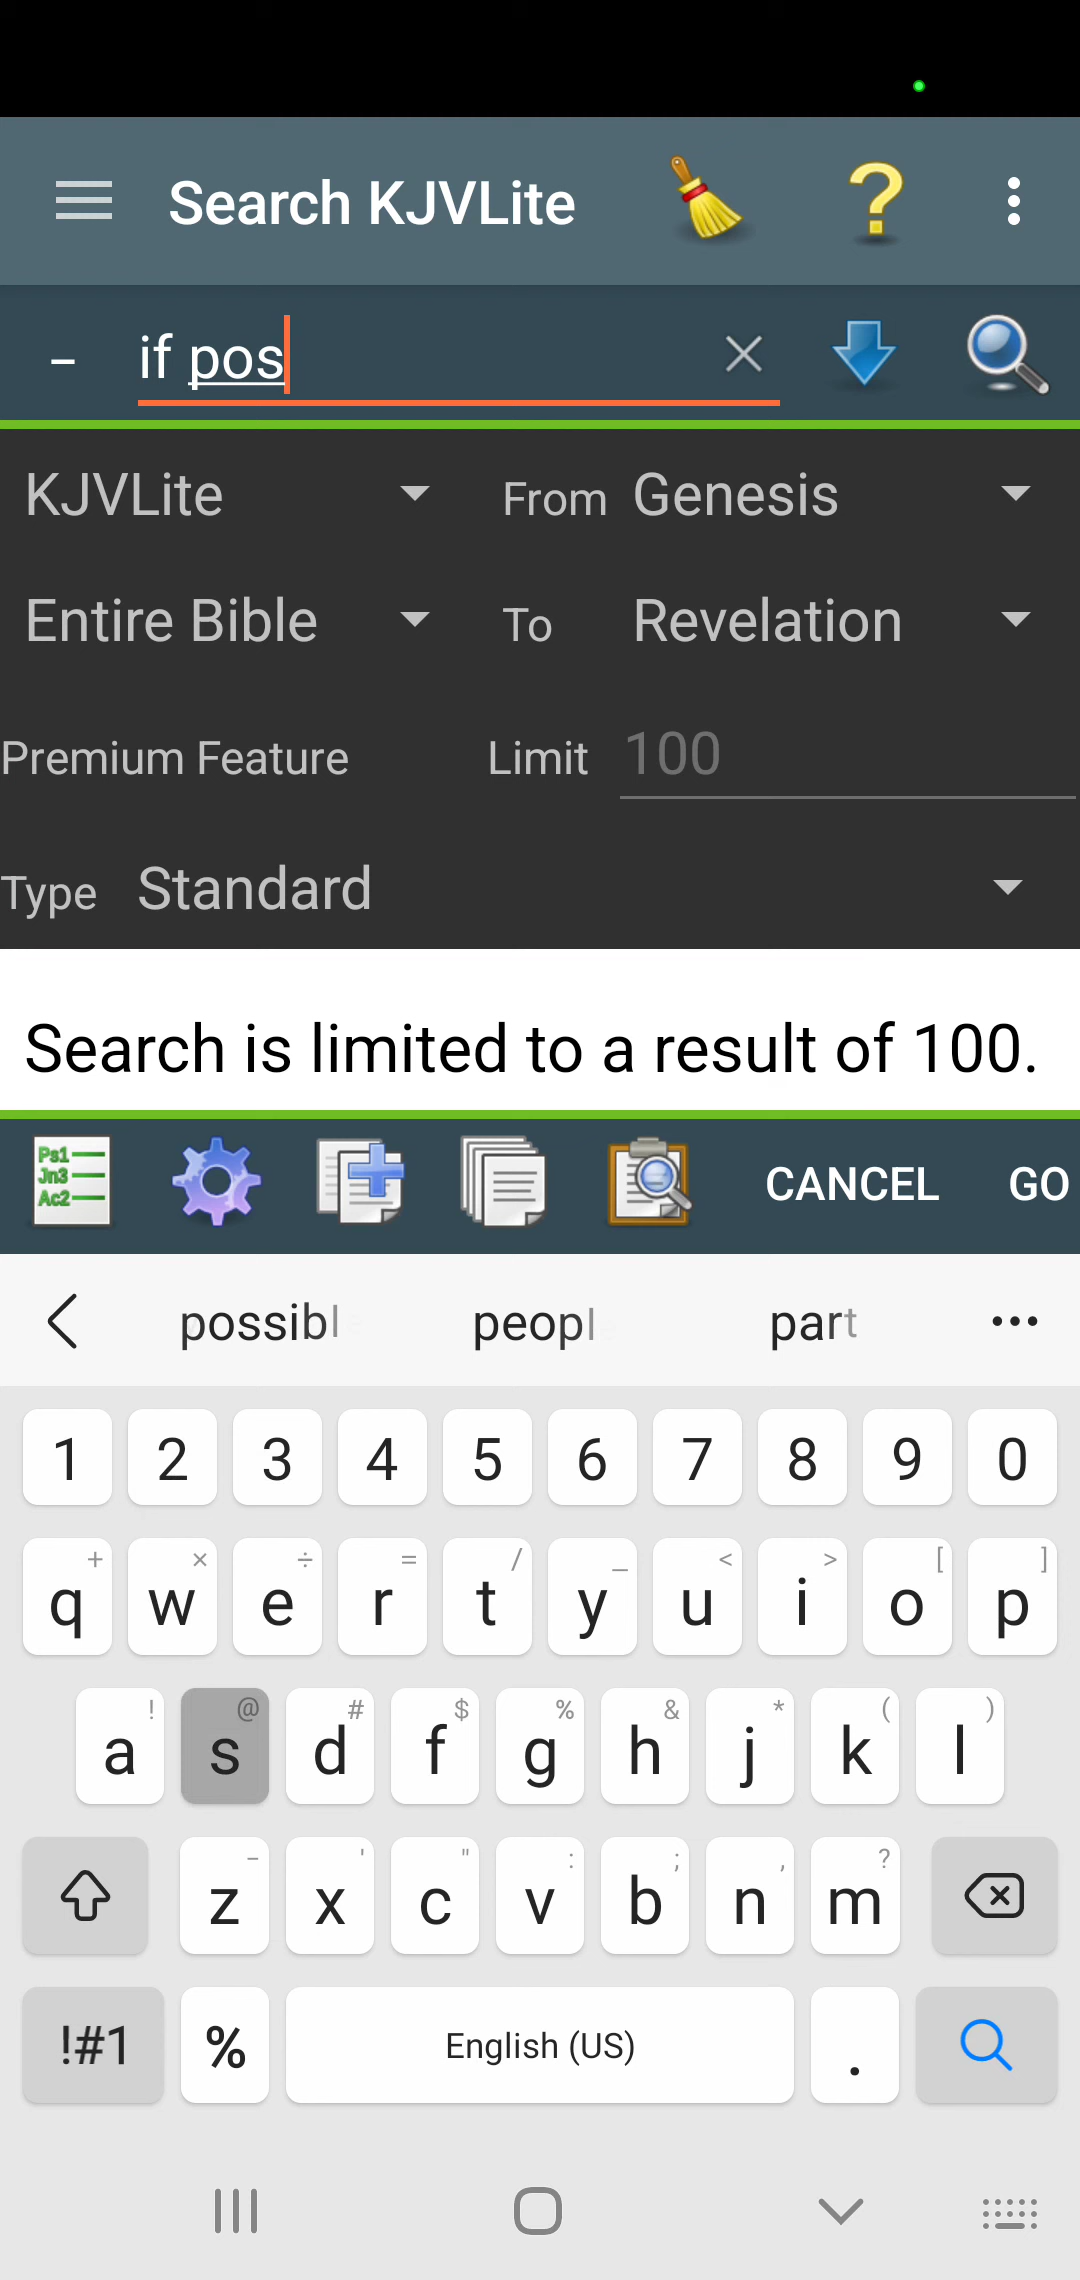 Search KJVLite
– if pos
KJVLite From Genesis
Entire Bible To Revelation
Premium Feature Limit 100
Type Standard
Search is limited to a result of 100.
Ps1
Jn3
Ac2
CANCEL GO
possible people part
1 2 3 4 5 6 7 8 9 0
+ × ÷ = / _ < > [ ]
q w e r t y u i o p
! @ # $ % & * ( )
a s d f g h j k l
– ' " : ; , ?
z x c v b n m
!#1 % English (US) .